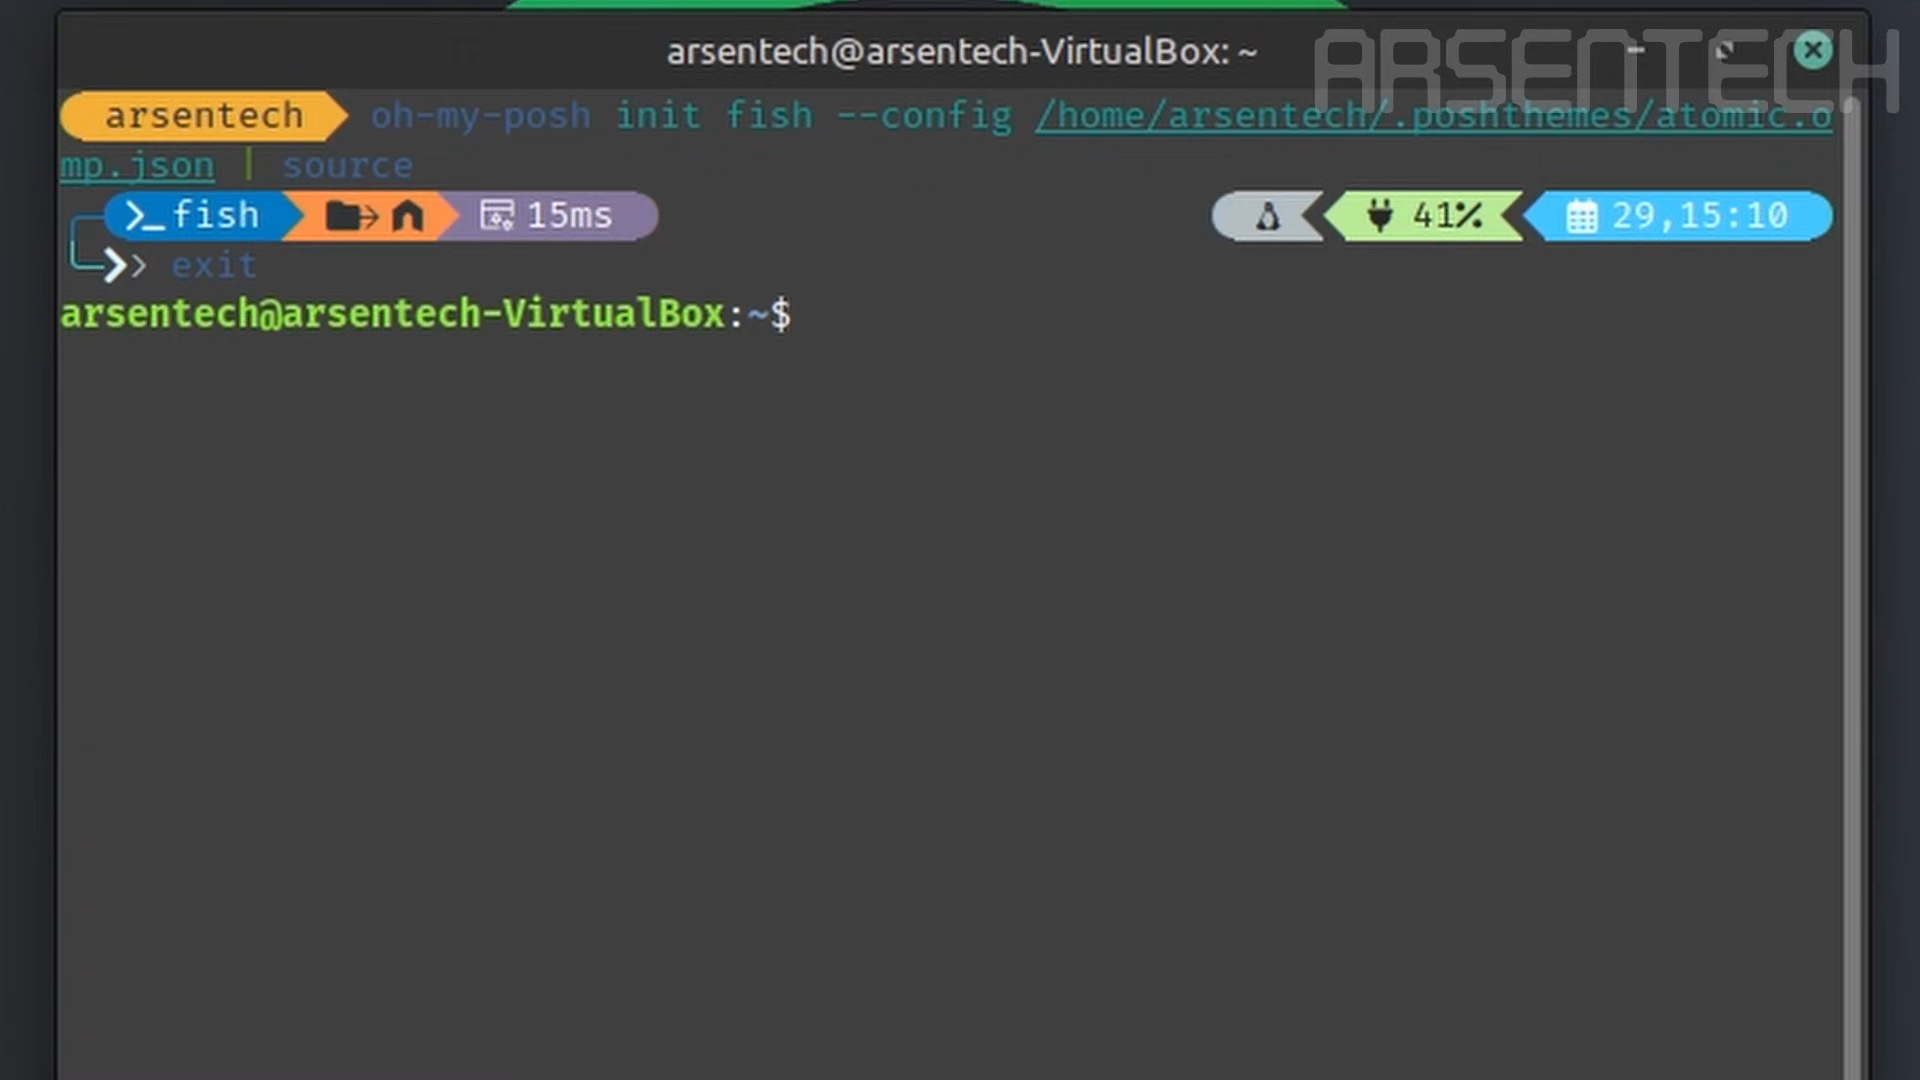 arsentech@arsentech-VirtualBox: ~
ARSENTECH
arsentech oh-my-posh init fish --config /home/arsentech/.poshthemes/atomic.o
mp.json | source
>_ fish 15ms 41% 29,15:10
exit
arsentech@arsentech-VirtualBox:~$